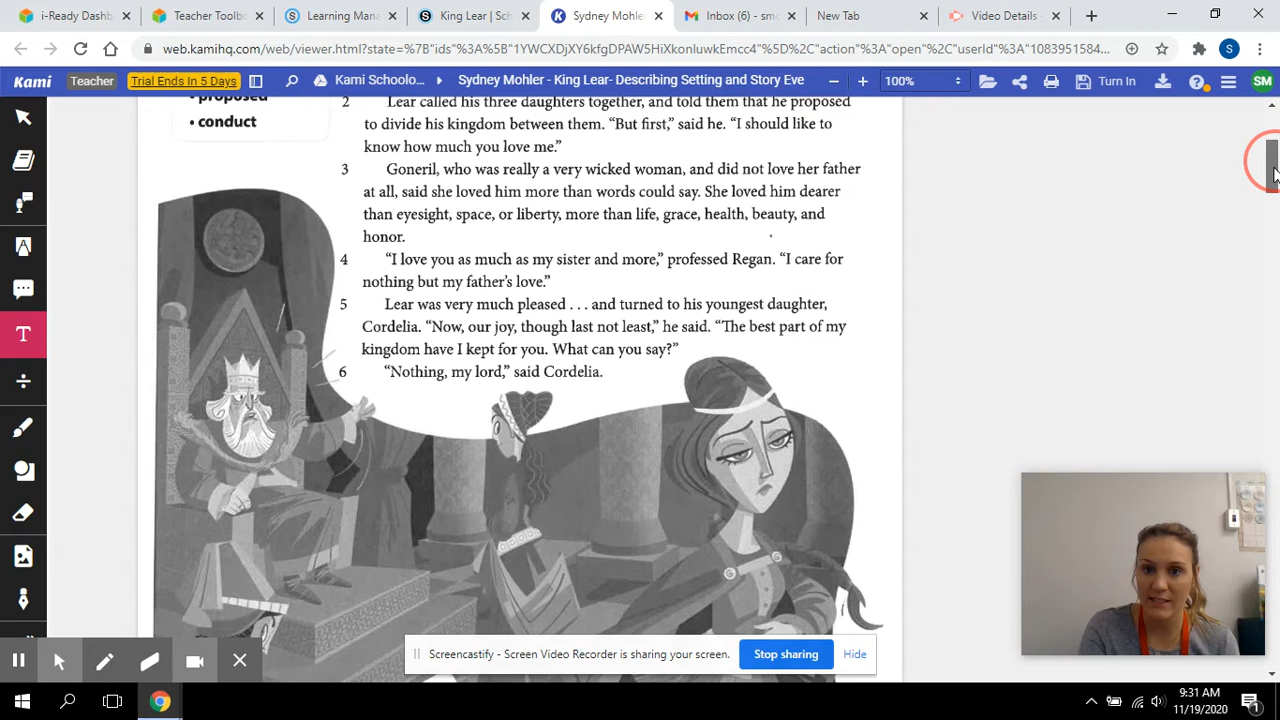 i-Ready Dashb
Teacher Toolb
Learning Mana
King Lear | Sch
Sydney Mohler
Inbox (6) - smo
New Tab
Video Details -
web.kamihq.com/web/viewer.html?state=%7B"ids"%3A%5B"1YWCXDjXY6kfgDPAW5HiXkonluwkEmcc4"%5D%2C"action"%3A"open"%2C"userId"%3A"1083951584...
S
Kami Teacher Trial Ends In 5 Days Kami Schoolo... Sydney Mohler - King Lear- Describing Setting and Story Eve 100% Turn In SM
• proposed
• conduct
2 Lear called his three daughters together, and told them that he proposed
to divide his kingdom between them. “But first,” said he. “I should like to
know how much you love me.”
3 Goneril, who was really a very wicked woman, and did not love her father
at all, said she loved him more than words could say. She loved him dearer
than eyesight, space, or liberty, more than life, grace, health, beauty, and
honor.
4 “I love you as much as my sister and more,” professed Regan. “I care for
nothing but my father’s love.”
5 Lear was very much pleased . . . and turned to his youngest daughter,
Cordelia. “Now, our joy, though last not least,” he said. “The best part of my
kingdom have I kept for you. What can you say?”
6 “Nothing, my lord,” said Cordelia.
Screencastify - Screen Video Recorder is sharing your screen. Stop sharing Hide
9:31 AM
11/19/2020